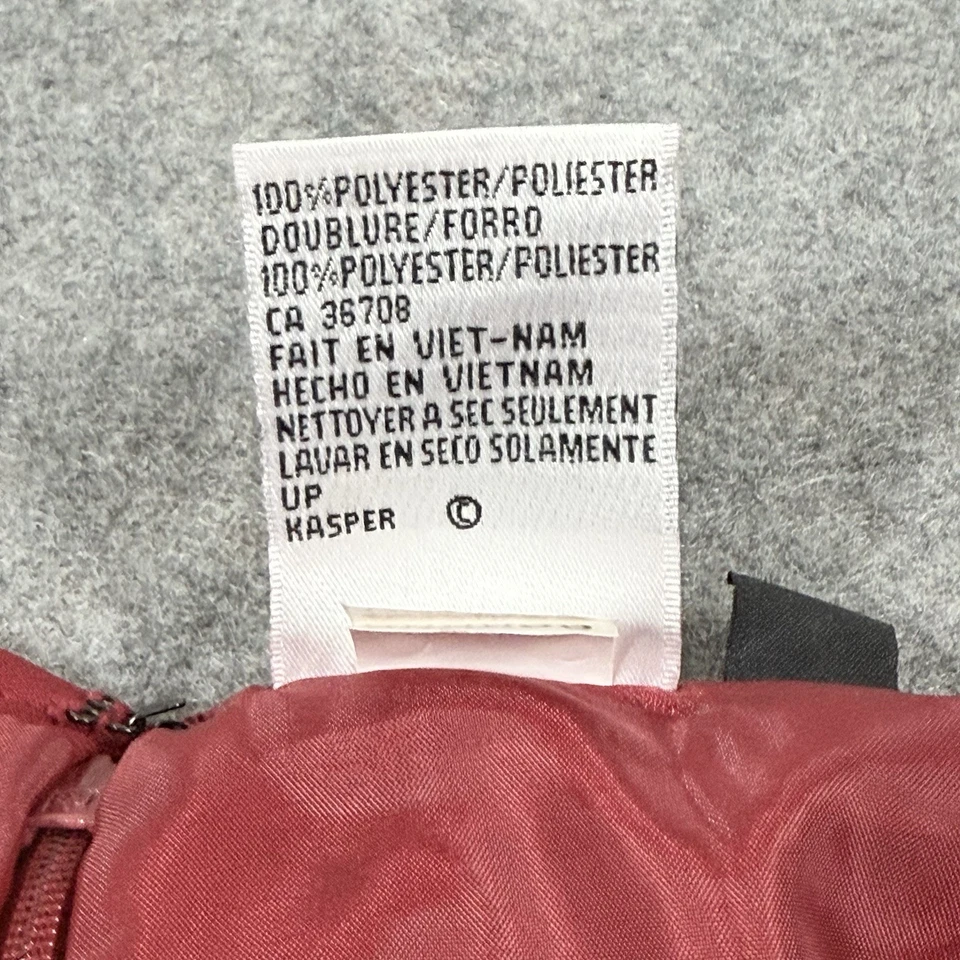 100%POLYESTER/POLIESTER
DOUBLURE/FORRO
100%POLYESTER/POLIESTER
CA 36708
FAIT EN VIET-NAM
HECHO EN VIETNAM
NETTOYER A SEC SEULEMENT
LAVAR EN SECO SOLAMENTE
UP
KASPER ©